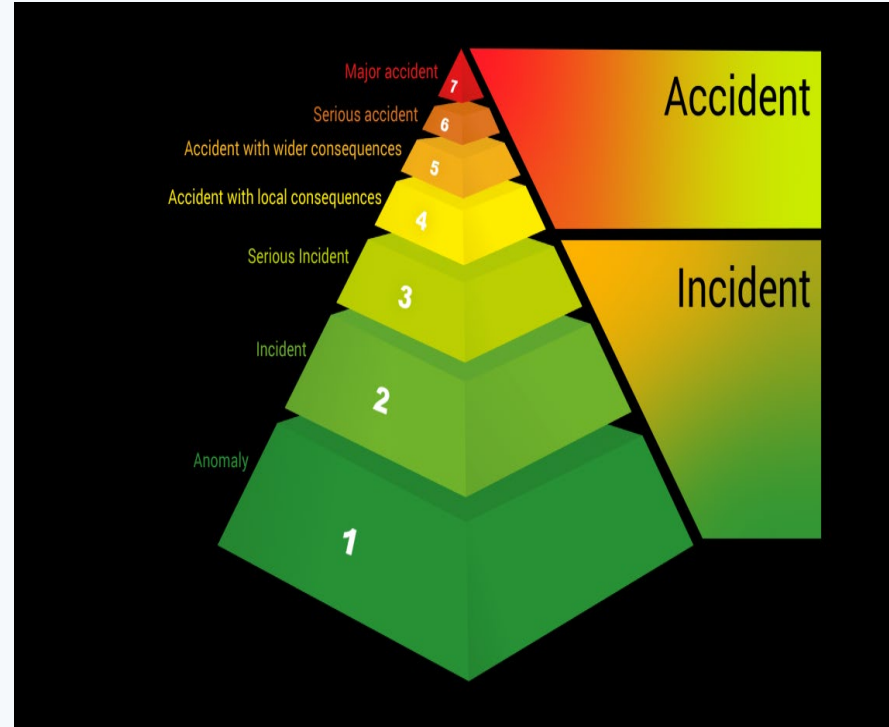 Major accident
7
Accident
Serious accident
6
Accident with wider consequences
5
Accident with local consequences
4
Serious Incident
3
Incident
Incident
2
Anomaly
1